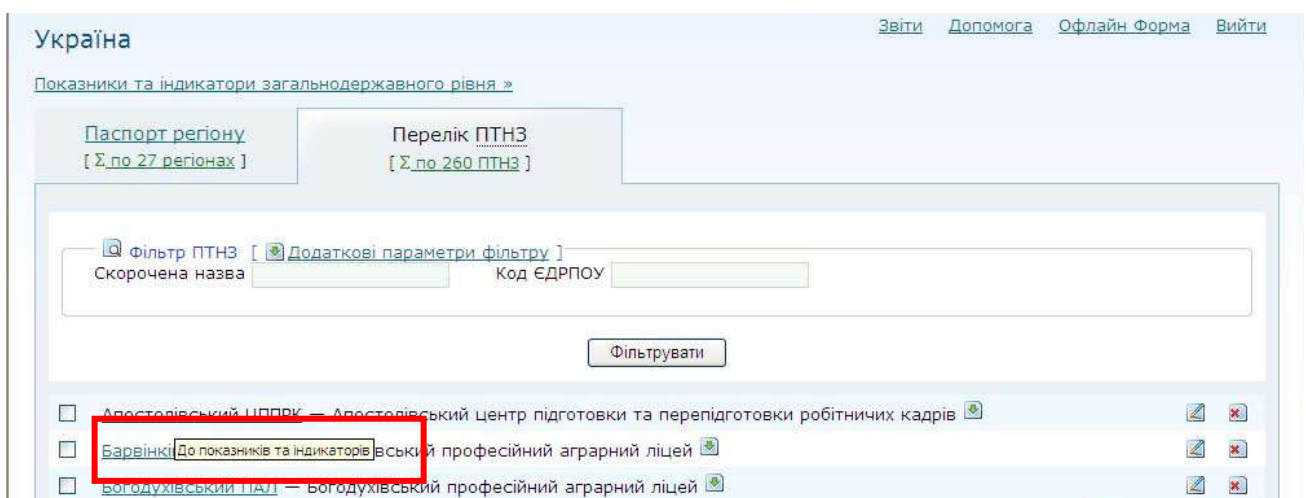 Україна
Звіти Допомога Офлайн Форма Вийти
Показники та індикатори загальнодержавного рівня »
Паспорт регіону
[ Σ по 27 регіонах ]
Перелік ПТНЗ
[ Σ по 260 ПТНЗ ]
Фільтр ПТНЗ [ Додаткові параметри фільтру ]
Скорочена назва Код ЄДРПОУ
Фільтрувати
Апостолівський ЦППРК — Апостолівський центр підготовки та перепідготовки робітничих кадрів
Барвінкі До показників та індикаторів вський професійний аграрний ліцей
Богодухівський ПАЛ — Богодухівський професійний аграрний ліцей